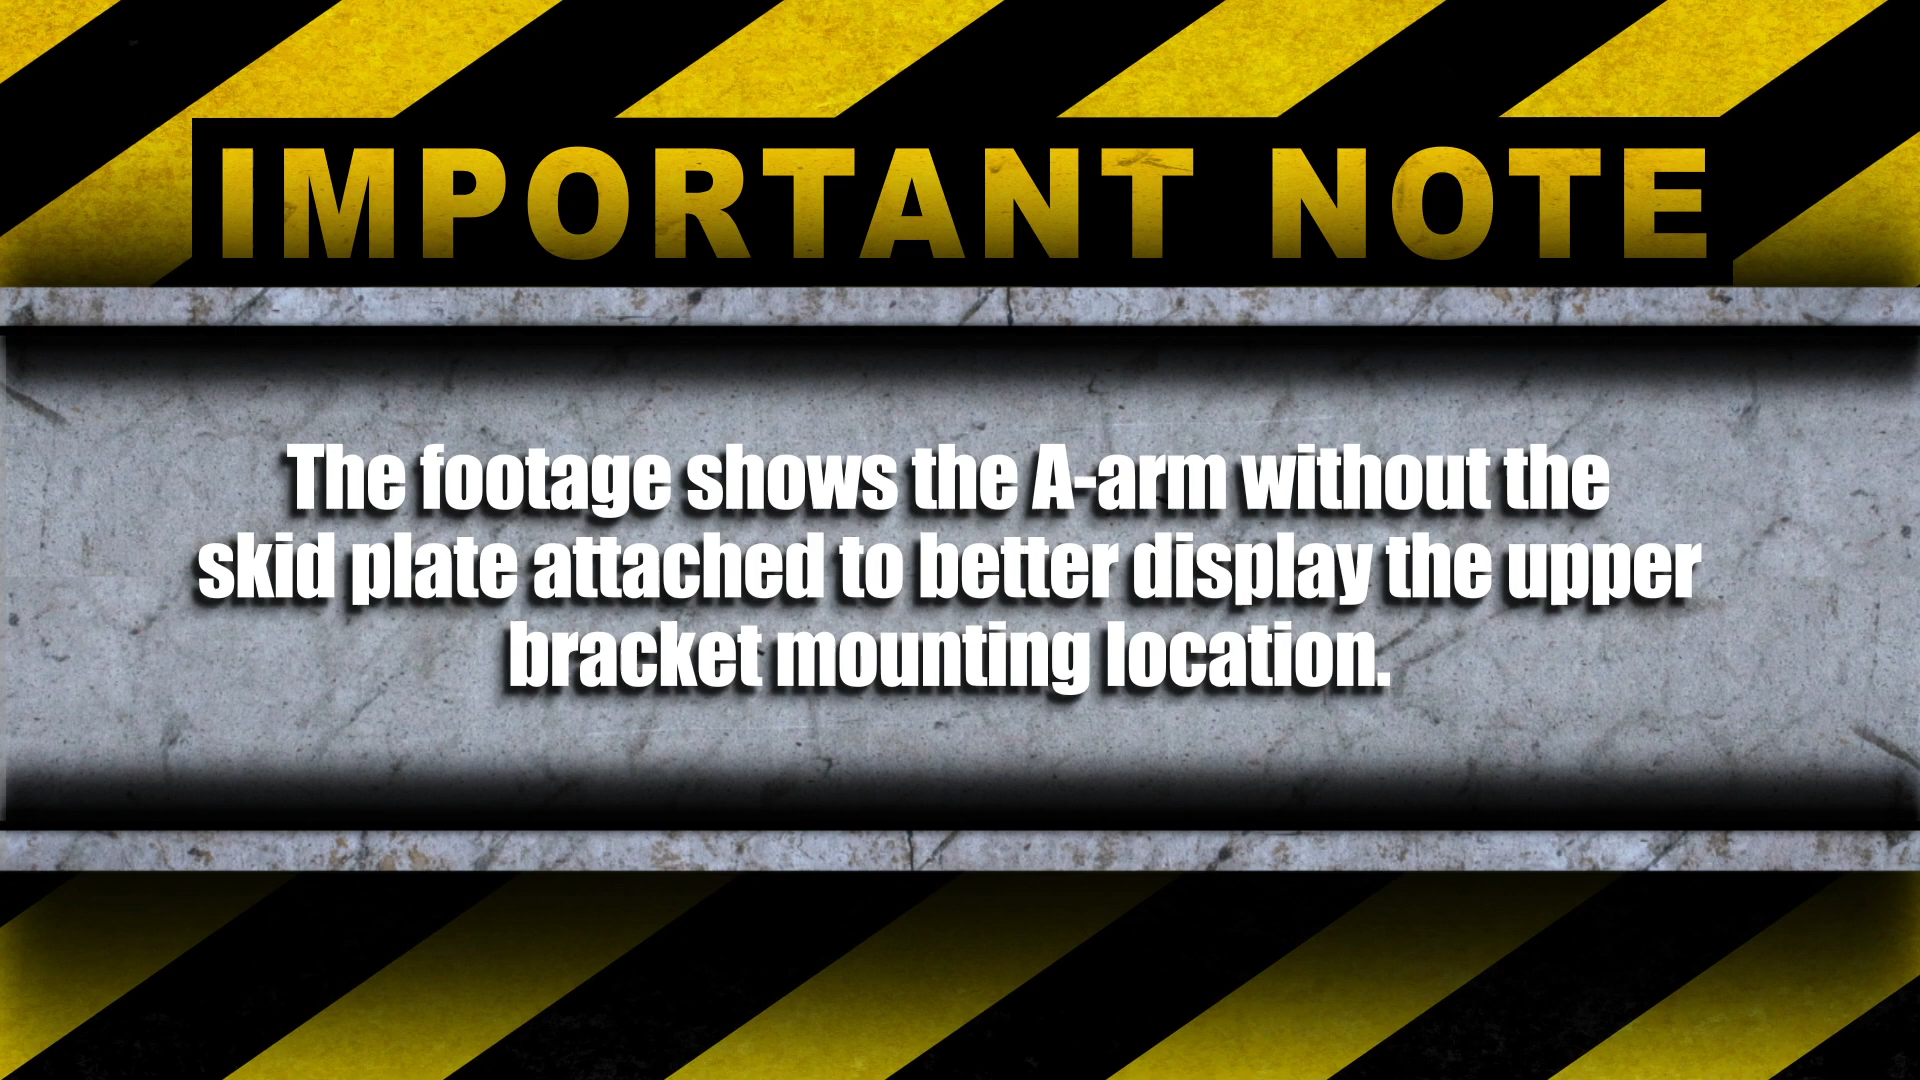 IMPORTANT NOTE
The footage shows the A-arm without the
skid plate attached to better display the upper
bracket mounting location.